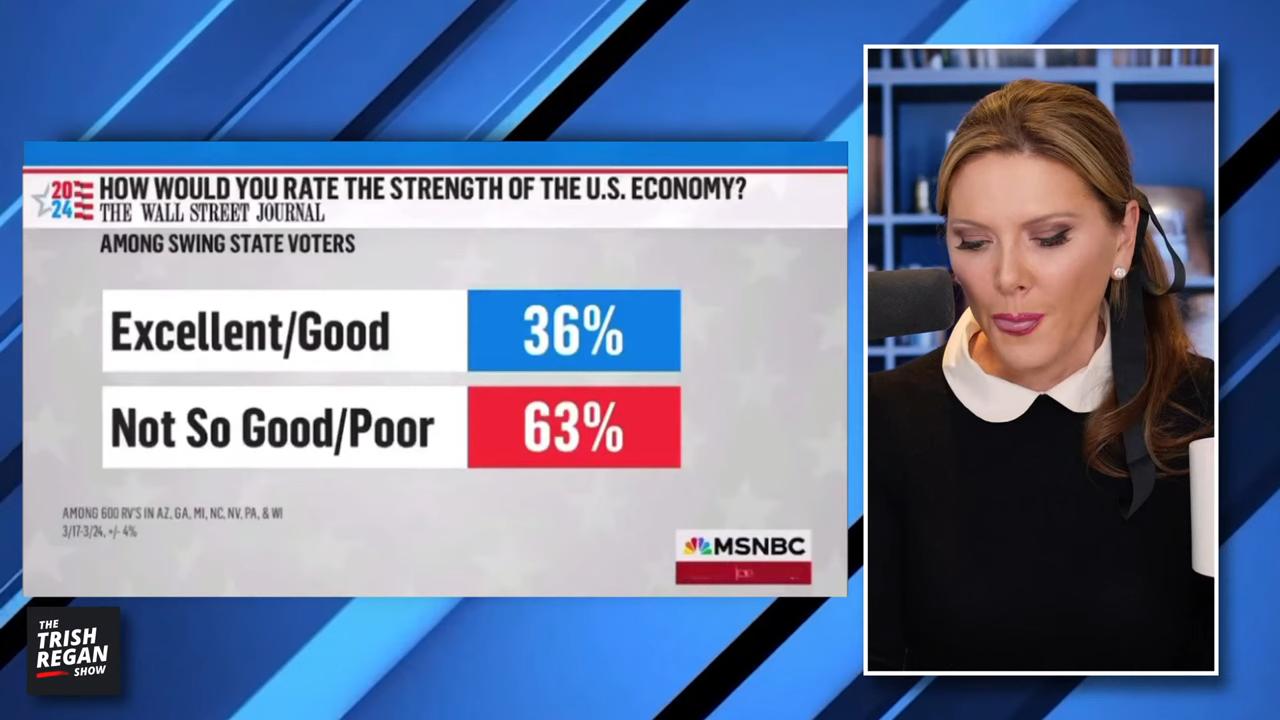 20
24
HOW WOULD YOU RATE THE STRENGTH OF THE U.S. ECONOMY?
THE WALL STREET JOURNAL
AMONG SWING STATE VOTERS
Excellent/Good 36%
Not So Good/Poor 63%
AMONG 600 RV'S IN AZ, GA, MI, NC, NV, PA, & WI
3/17-3/24, +/- 4%
MSNBC
THE
TRISH
REGAN
SHOW